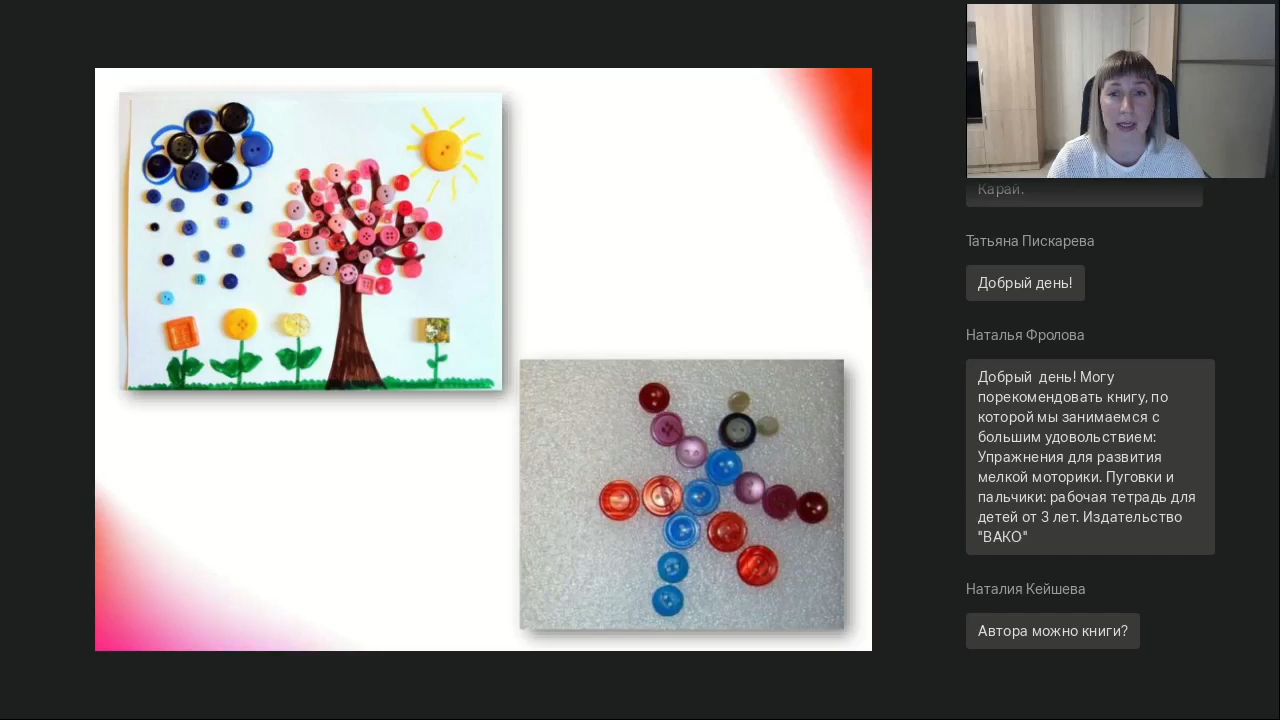 Карай.
Татьяна Пискарева
Добрый день!
Наталья Фролова
Добрый день! Могу
порекомендовать книгу, по
которой мы занимаемся с
большим удовольствием:
Упражнения для развития
мелкой моторики. Пуговки и
пальчики: рабочая тетрадь для
детей от 3 лет. Издательство
"ВАКО"
Наталия Кейшева
Автора можно книги?